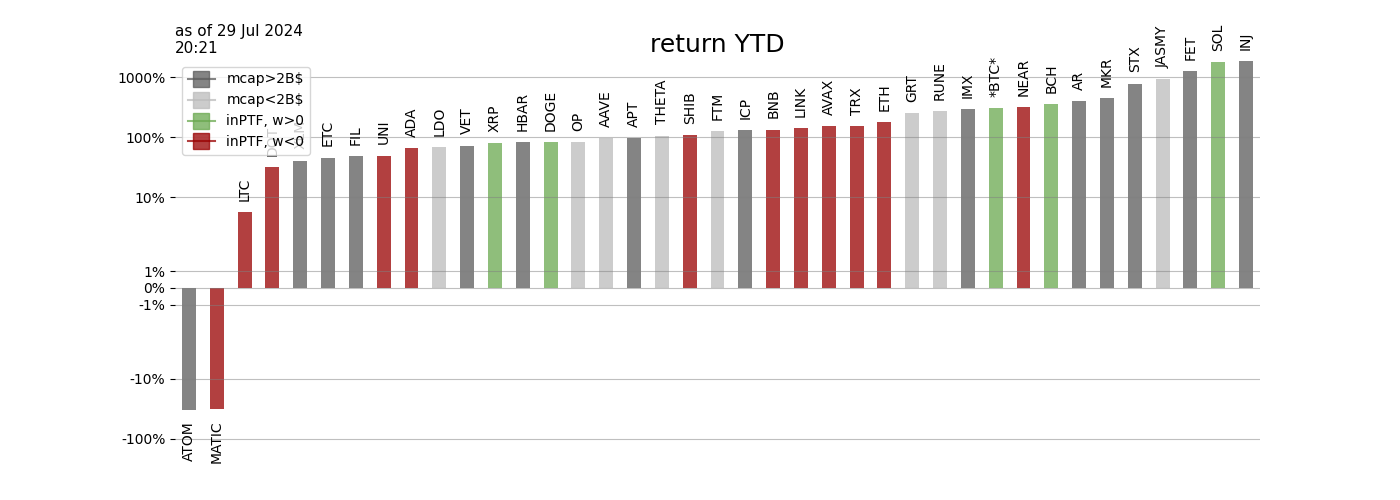 as of 29 Jul 2024
20:21
return YTD
mcap>2B$
mcap<2B$
inPTF, w>0
inPTF, w<0
1000%
100%
10%
1%
0%
-1%
-10%
-100%
ATOM
MATIC
LTC
DOT
ETC
FIL
UNI
ADA
LDO
VET
XRP
HBAR
DOGE
OP
AAVE
APT
THETA
SHIB
FTM
ICP
BNB
LINK
AVAX
TRX
ETH
GRT
RUNE
IMX
*BTC*
NEAR
BCH
AR
MKR
STX
JASMY
FET
SOL
INJ